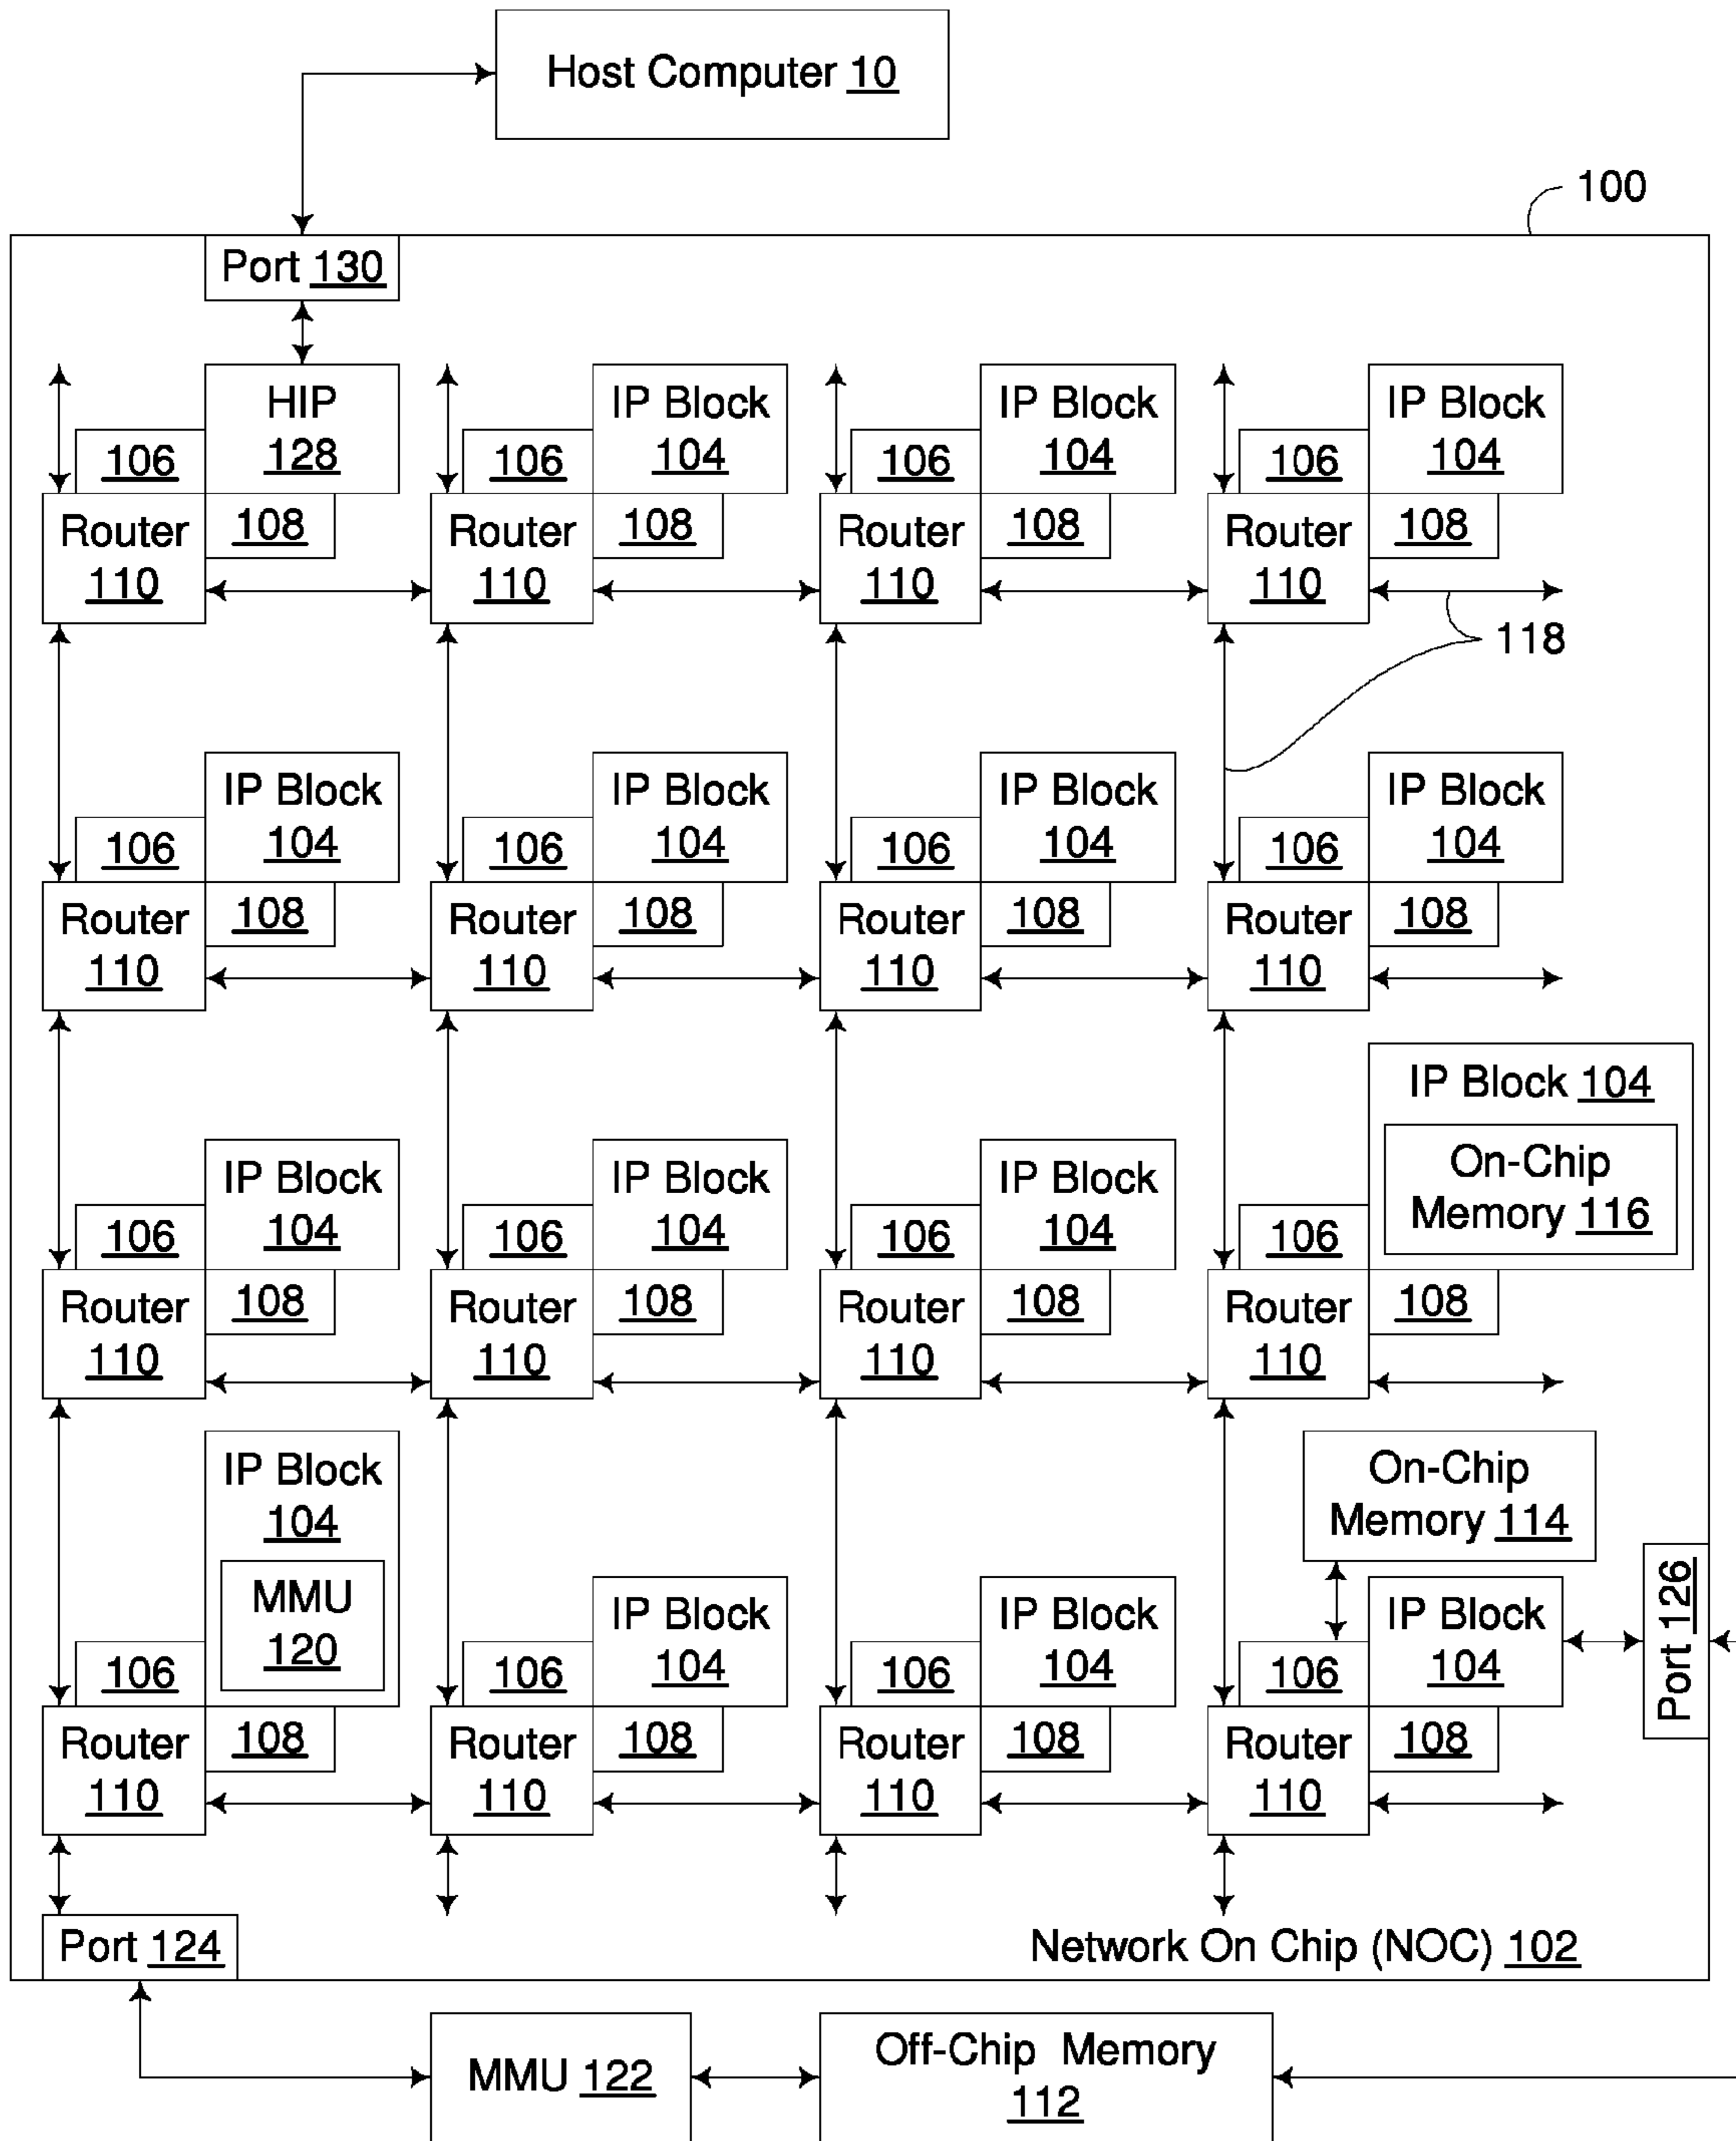 Host Computer 10
100
Port 130
HIP
128
IP Block
104
IP Block
104
IP Block
104
106
106
106
106
Router
110
Router
110
Router
110
Router
110
108
108
108
108
118
IP Block
104
IP Block
104
IP Block
104
IP Block
104
106
106
106
106
Router
110
Router
110
Router
110
Router
110
108
108
108
108
IP Block
104
IP Block
104
IP Block
104
IP Block 104
On-Chip
Memory 116
106
106
106
106
Router
110
Router
110
Router
110
Router
110
108
108
108
108
IP Block
104
MMU
120
IP Block
104
IP Block
104
On-Chip
Memory 114
IP Block
104
Port 126
106
106
106
106
Router
110
Router
110
Router
110
Router
110
108
108
108
108
Port 124
Network On Chip (NOC) 102
MMU 122
Off-Chip Memory
112